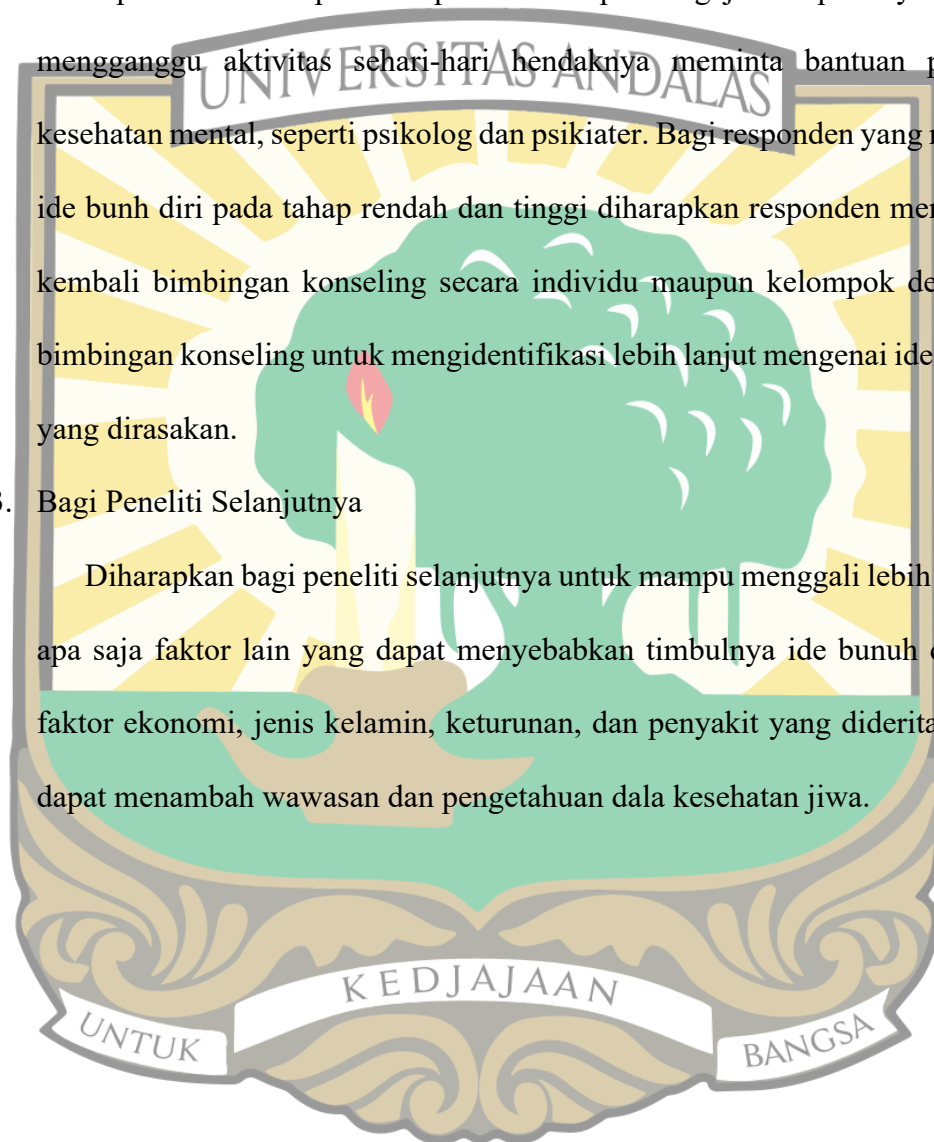 mengganggu aktivitas sehari-hari hendaknya meminta bantuan
UNIVERSITAS ANDALAS
kesehatan mental, seperti psikolog dan psikiater. Bagi responden yang
ide bunh diri pada tahap rendah dan tinggi diharapkan responden
kembali bimbingan konseling secara individu maupun kelompok
bimbingan konseling untuk mengidentifikasi lebih lanjut mengenai ide
yang dirasakan.
Bagi Peneliti Selanjutnya
Diharapkan bagi peneliti selanjutnya untuk mampu menggali lebih
apa saja faktor lain yang dapat menyebabkan timbulnya ide bunuh
faktor ekonomi, jenis kelamin, keturunan, dan penyakit yang diderita
dapat menambah wawasan dan pengetahuan dala kesehatan jiwa.
KEDJAJAAN
UNTUK
BANGSA